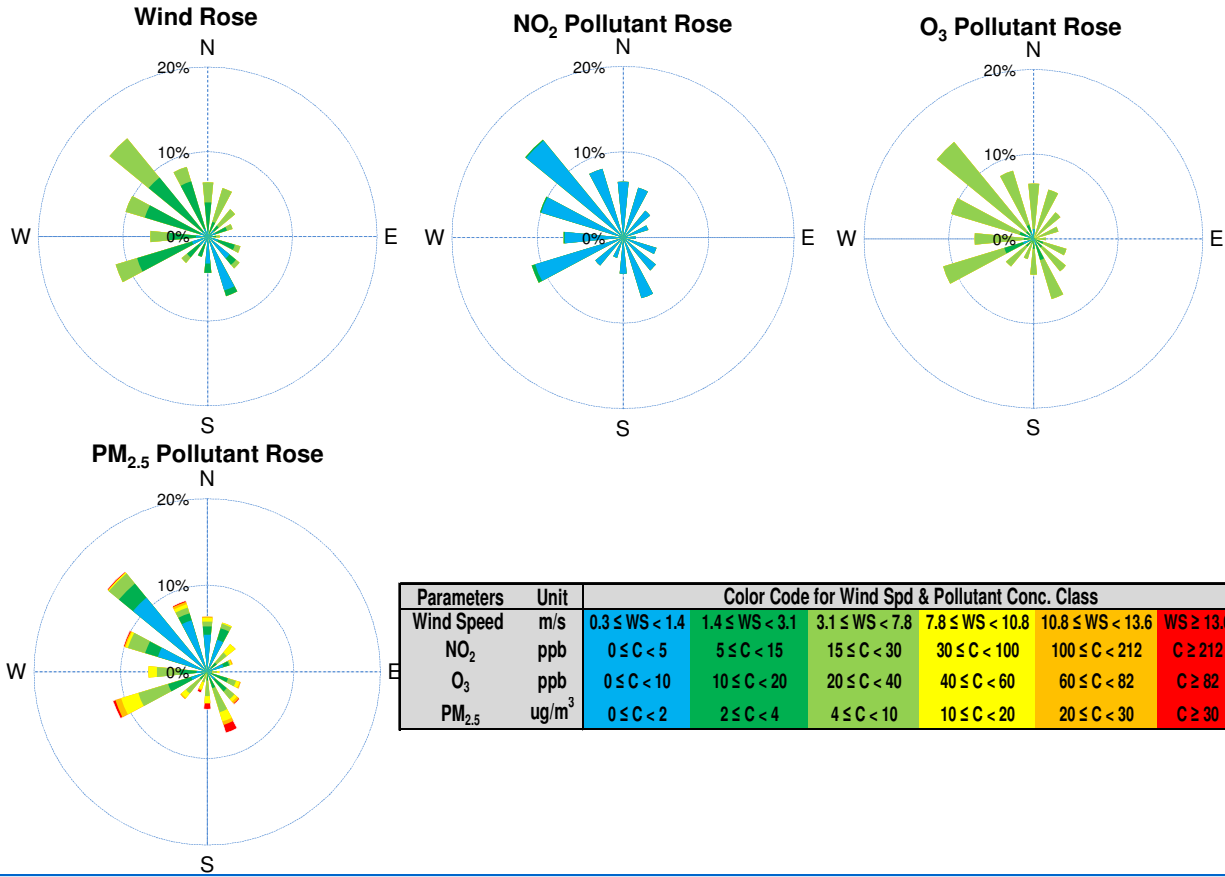 Wind Rose
N
20%
10%
0%
W
E
S
NO2 Pollutant Rose
N
20%
10%
0%
W
E
S
O3 Pollutant Rose
N
20%
10%
0%
W
E
S
PM2.5 Pollutant Rose
N
20%
10%
0%
W
E
S
Parameters Unit Color Code for Wind Spd & Pollutant Conc. Class
Wind Speed m/s 0.3 ≤ WS < 1.4 1.4 ≤ WS < 3.1 3.1 ≤ WS < 7.8 7.8 ≤ WS < 10.8 10.8 ≤ WS < 13.6 WS ≥ 13.6
NO2 ppb 0 ≤ C < 5 5 ≤ C < 15 15 ≤ C < 30 30 ≤ C < 100 100 ≤ C < 212 C ≥ 212
O3 ppb 0 ≤ C < 10 10 ≤ C < 20 20 ≤ C < 40 40 ≤ C < 60 60 ≤ C < 82 C ≥ 82
PM2.5 ug/m3 0 ≤ C < 2 2 ≤ C < 4 4 ≤ C < 10 10 ≤ C < 20 20 ≤ C < 30 C ≥ 30